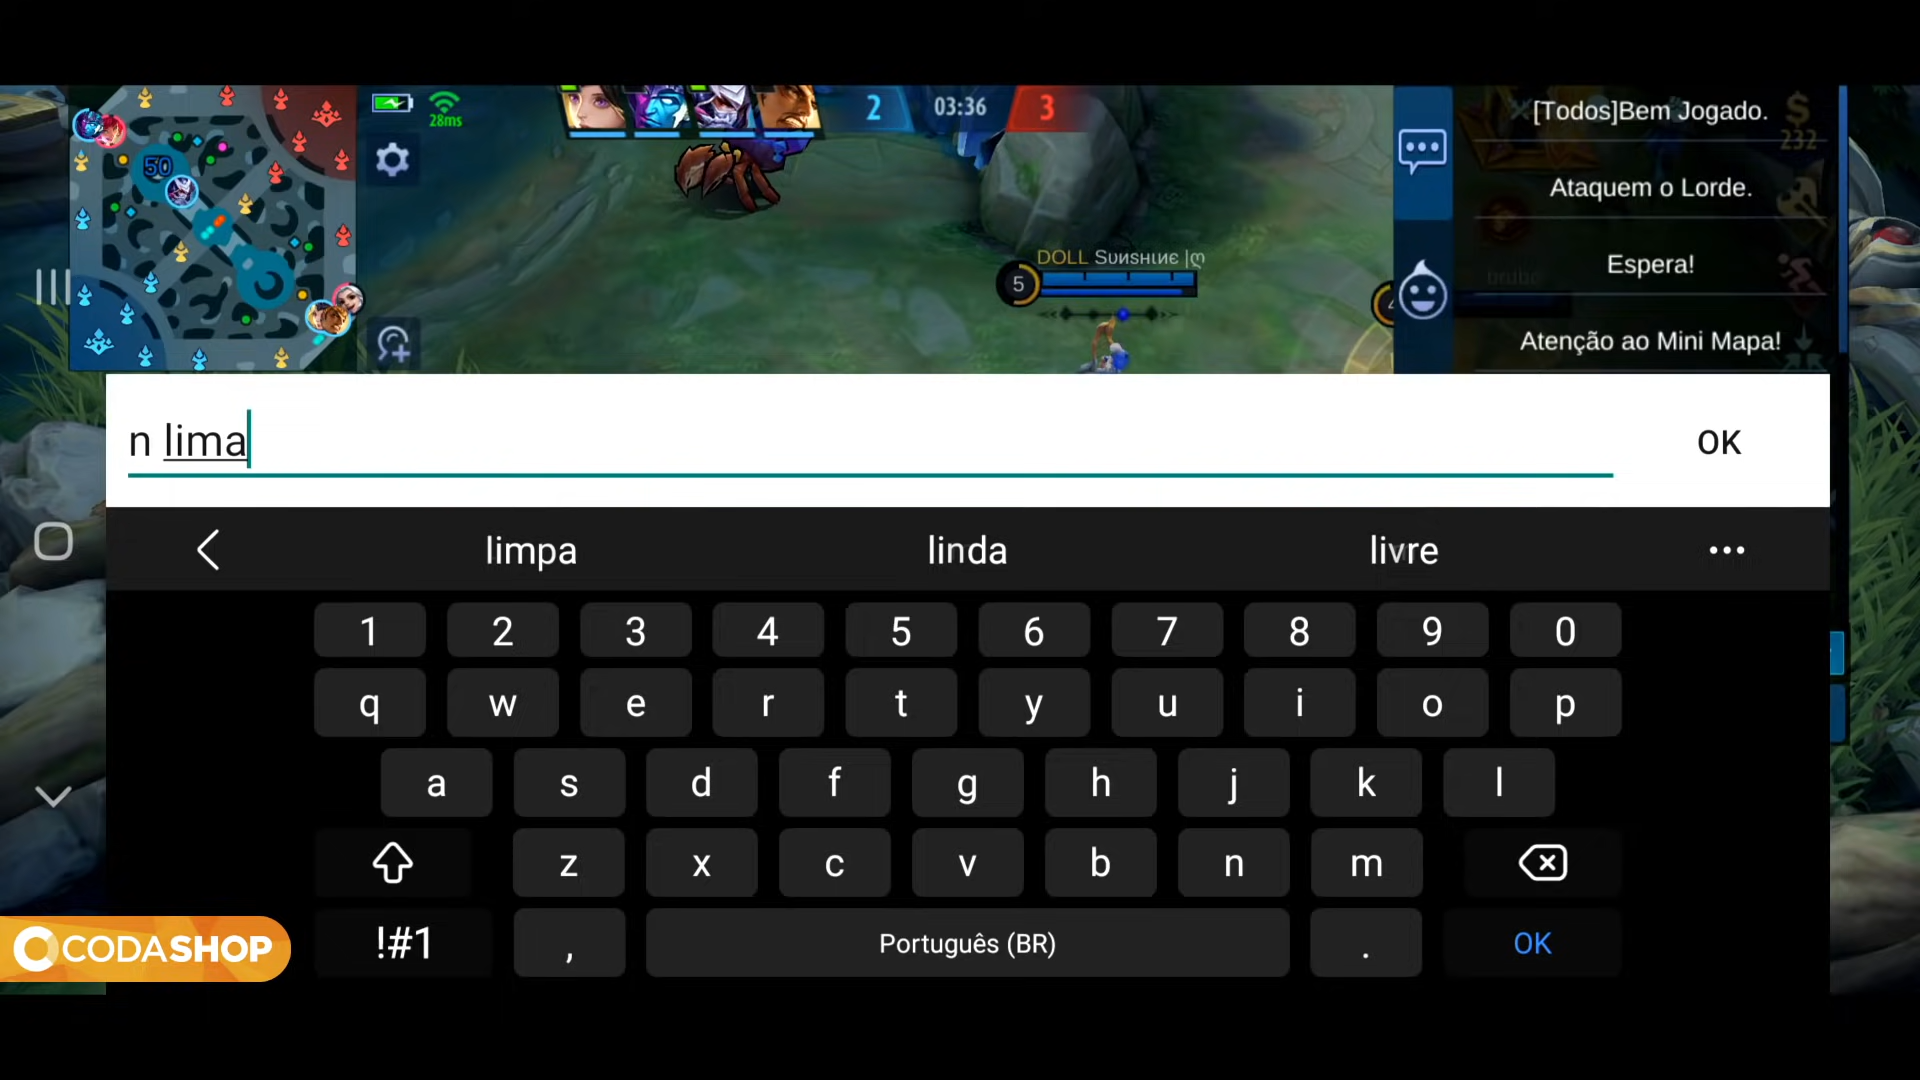 28ms
2 03:36 3
50
[Todos]Bem Jogado.
232
Ataquem o Lorde.
Espera!
Atenção ao Mini Mapa!
DOLL Sυиѕнιиє |ღ
5
n lima
OK
limpa linda livre
1 2 3 4 5 6 7 8 9 0
q w e r t y u i o p
a s d f g h j k l
z x c v b n m
!#1 , Português (BR) . OK
CODASHOP